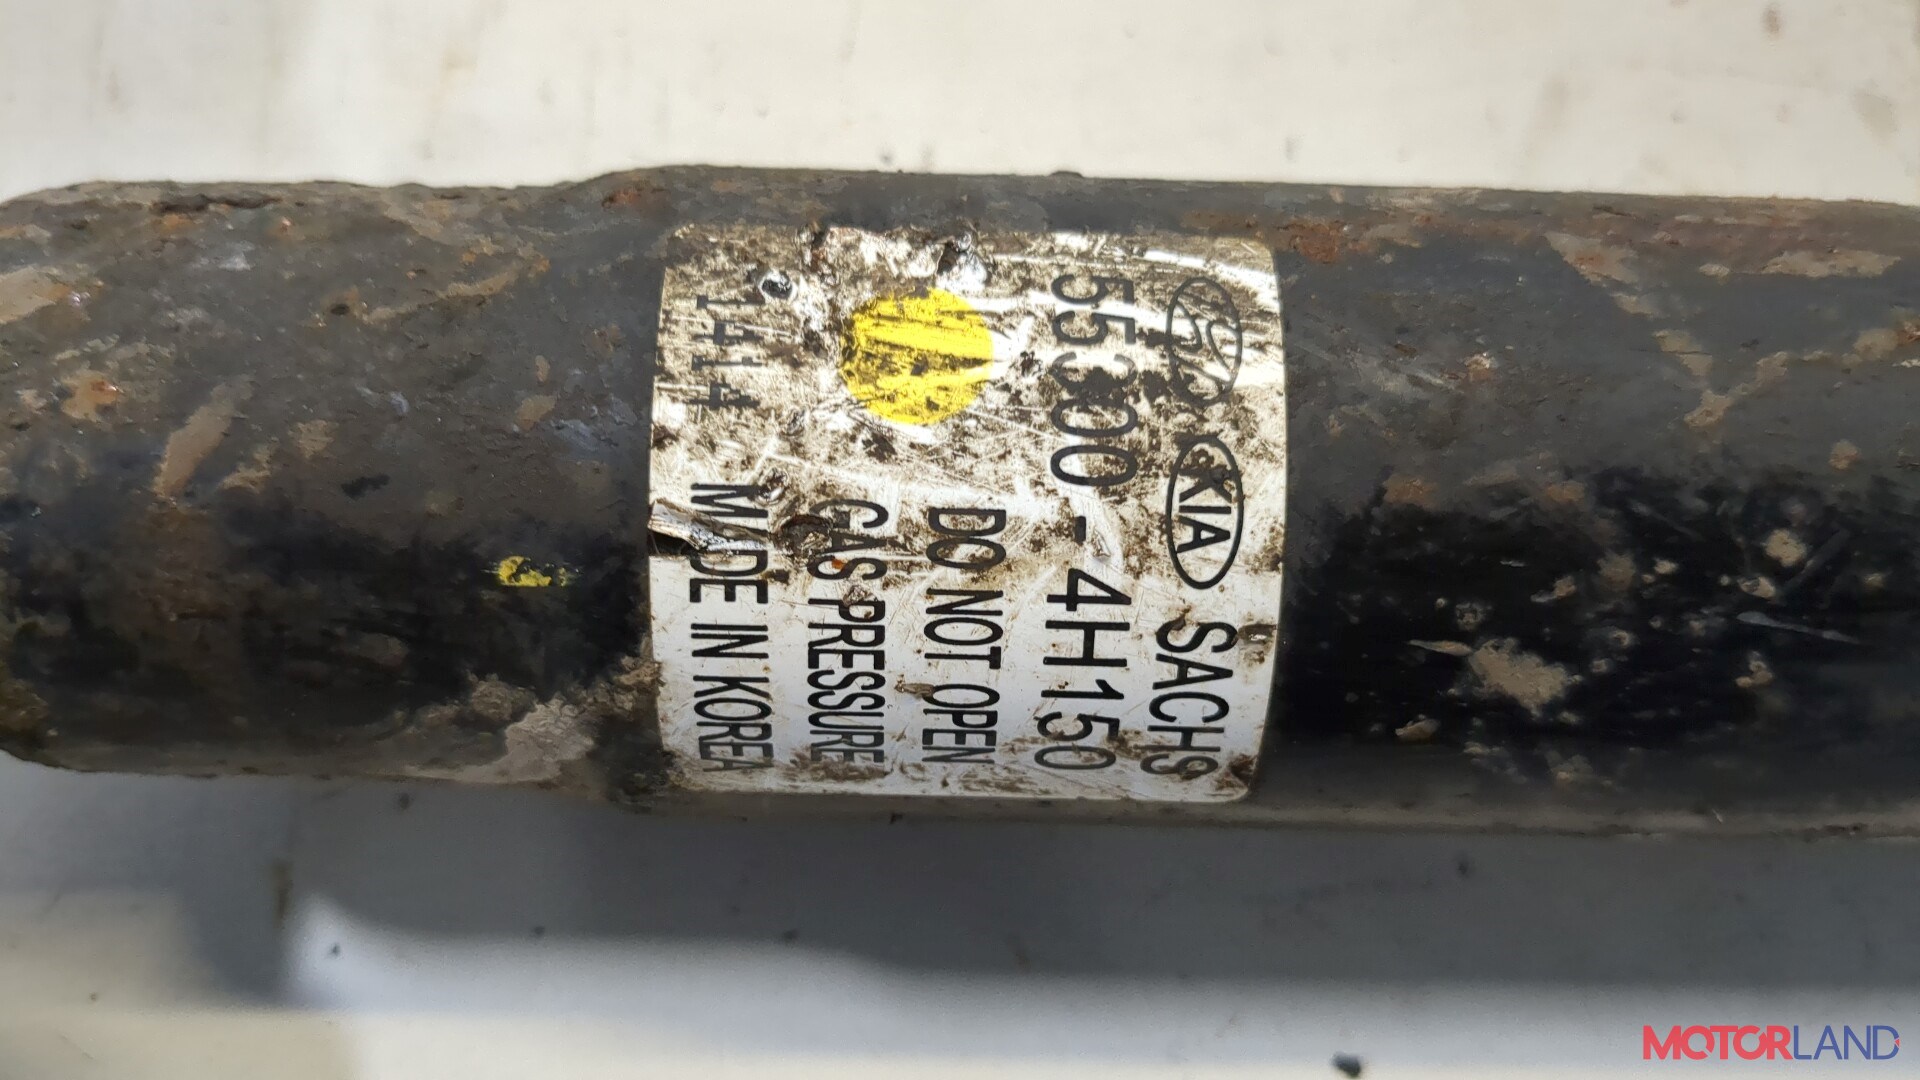 KIA SACHS
55300-4H150
DO NOT OPEN
GAS PRESSURE
1414 MADE IN KOREA
MOTORLAND